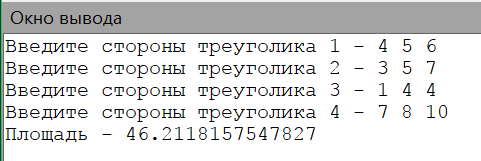 Окно вывода
Введите стороны треуголика 1 - 4 5 6
Введите стороны треуголика 2 - 3 5 7
Введите стороны треуголика 3 - 1 4 4
Введите стороны треуголика 4 - 7 8 10
Площадь - 46.2118157547827